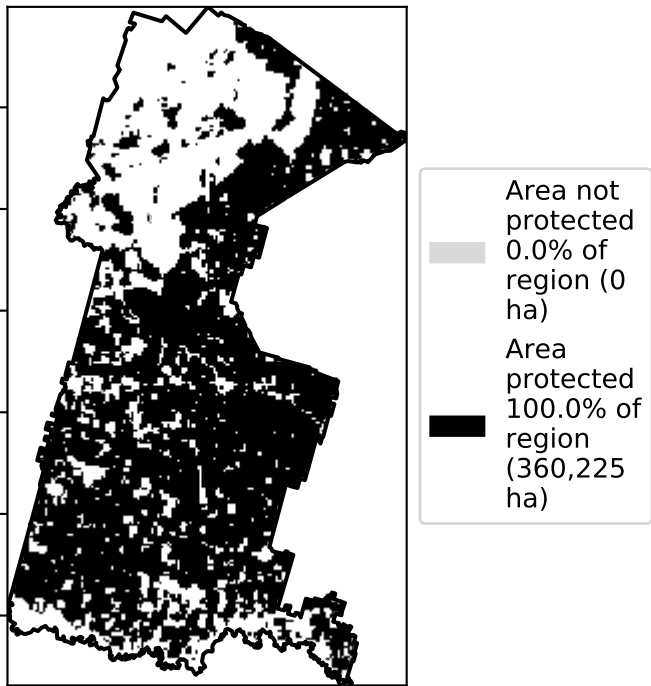 Area not
protected
0.0% of
region (0
ha)
Area
protected
100.0% of
region
(360,225
ha)